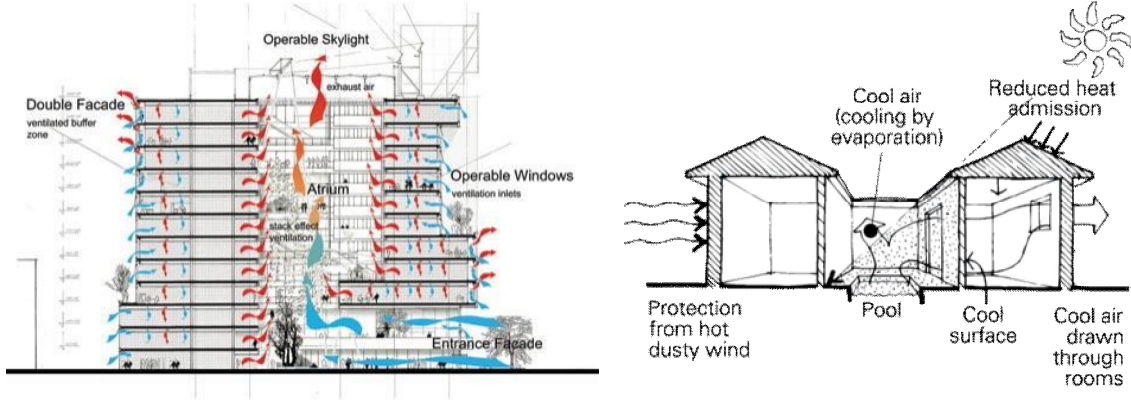 Operable Skylight
exhaust air
Double Facade
ventilated buffer
zone
Operable Windows
ventilation inlets
Atrium
stack effect
ventilation
Entrance Facade
Cool air
(cooling by
evaporation)
Reduced heat
admission
Protection
from hot
dusty wind
Pool
Cool
surface
Cool air
drawn
through
rooms